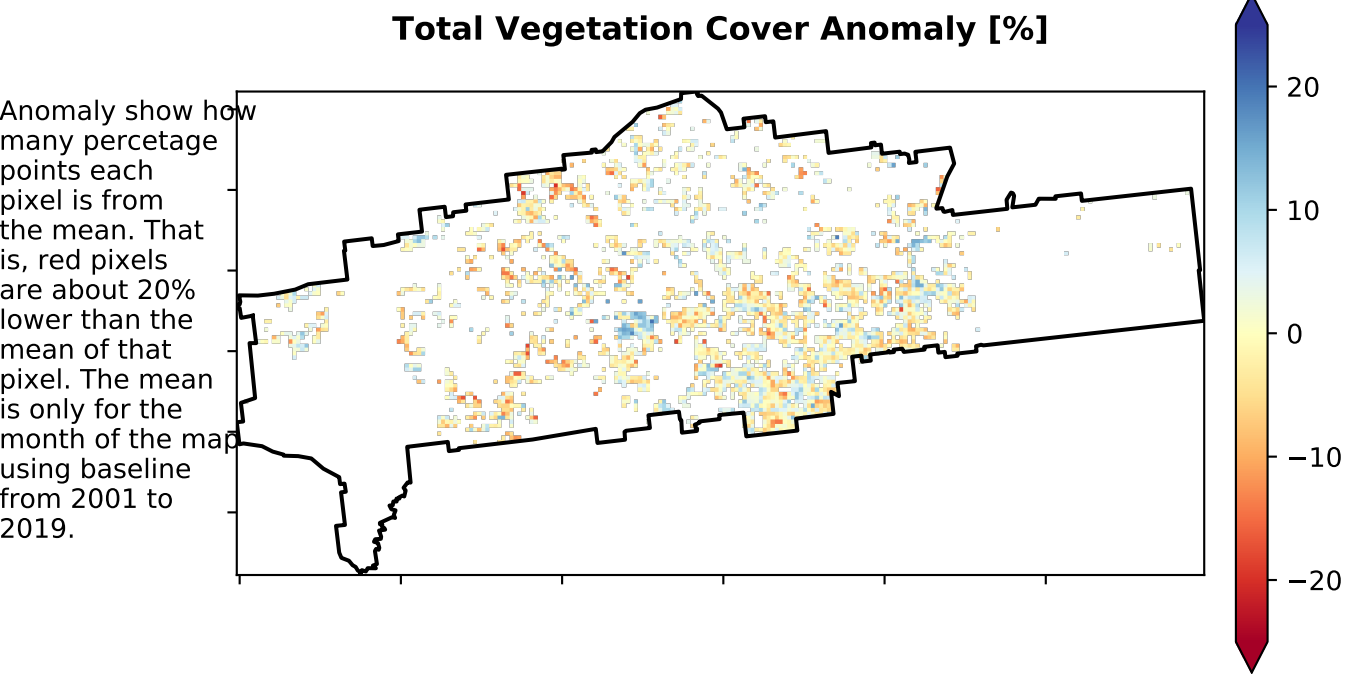 Total Vegetation Cover Anomaly [%]
Anomaly show how
many percetage
points each
pixel is from
the mean. That
is, red pixels
are about 20%
lower than the
mean of that
pixel. The mean
is only for the
month of the map
using baseline
from 2001 to
2019.
20
10
0
−10
−20